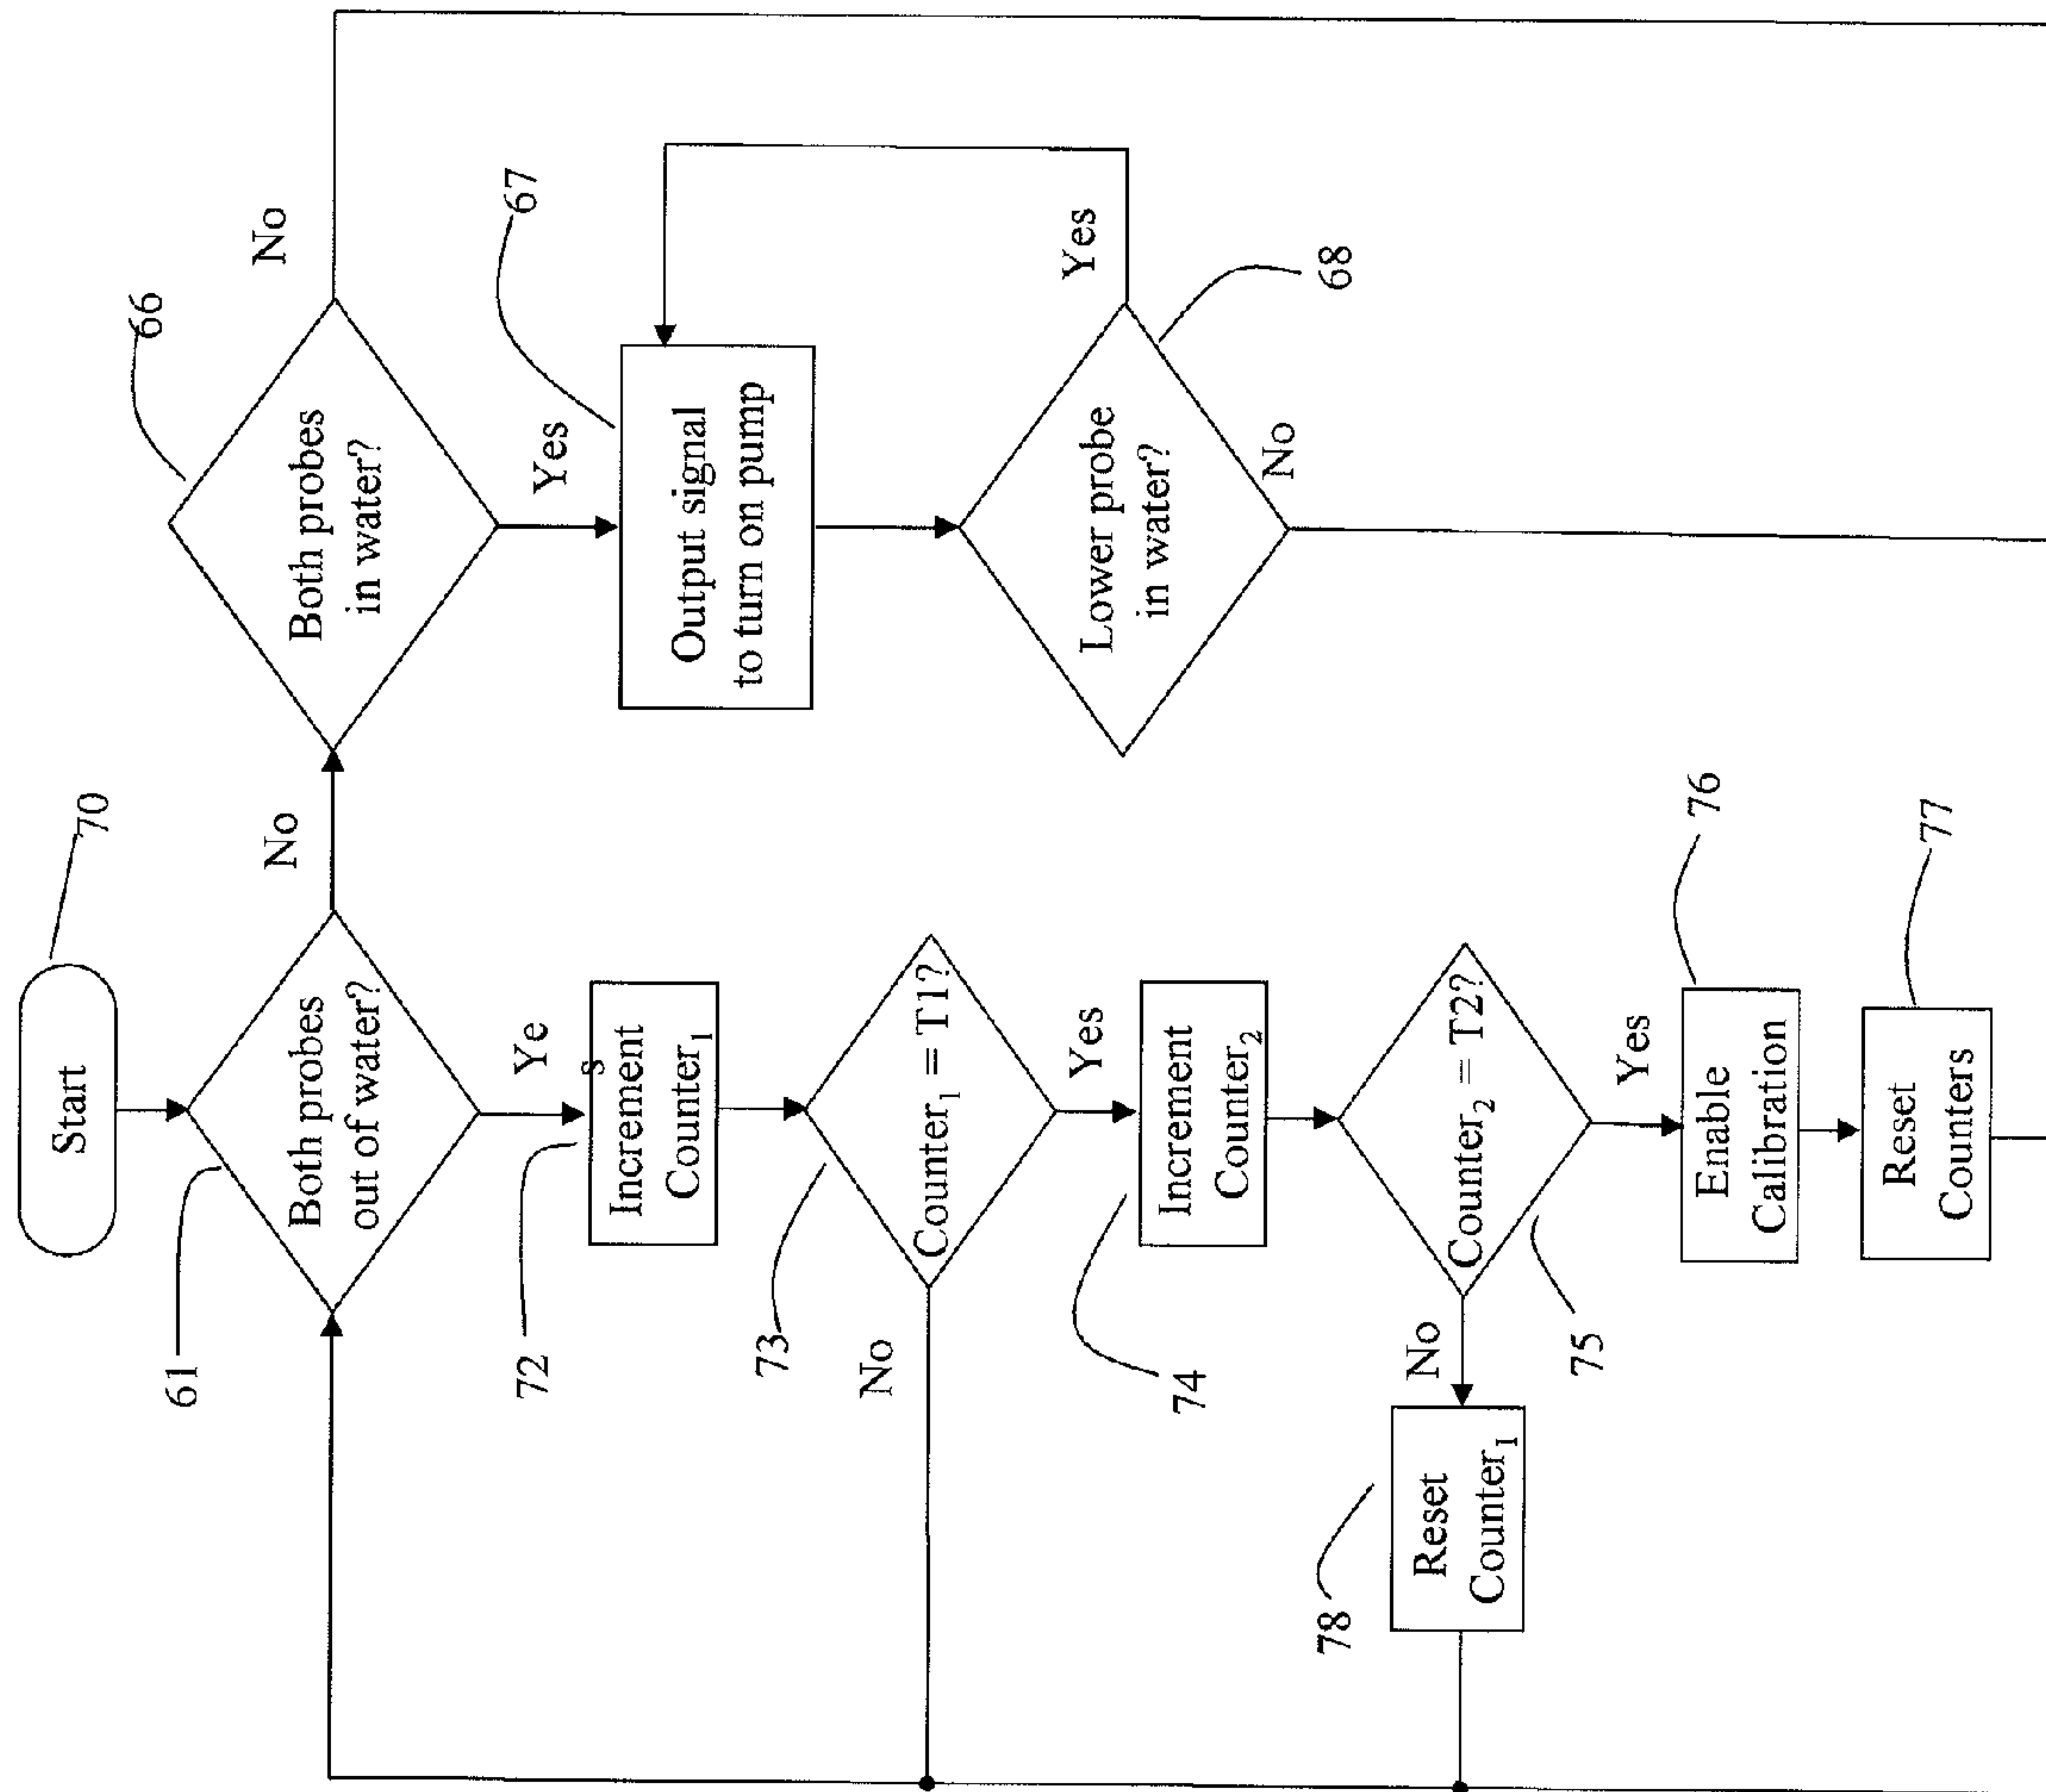 70
Start
61
Both probes
out of water?
No
66
Both probes
in water?
No
Ye
s
Yes
72
Increment
Counter₁
67
Output signal
to turn on pump
73
Counter₁ = T1?
No
Yes
Yes
68
Lower probe
in water?
No
74
Increment
Counter₂
75
Counter₂ = T2?
No
Yes
78
Reset
Counter₁
76
Enable
Calibration
77
Reset
Counters